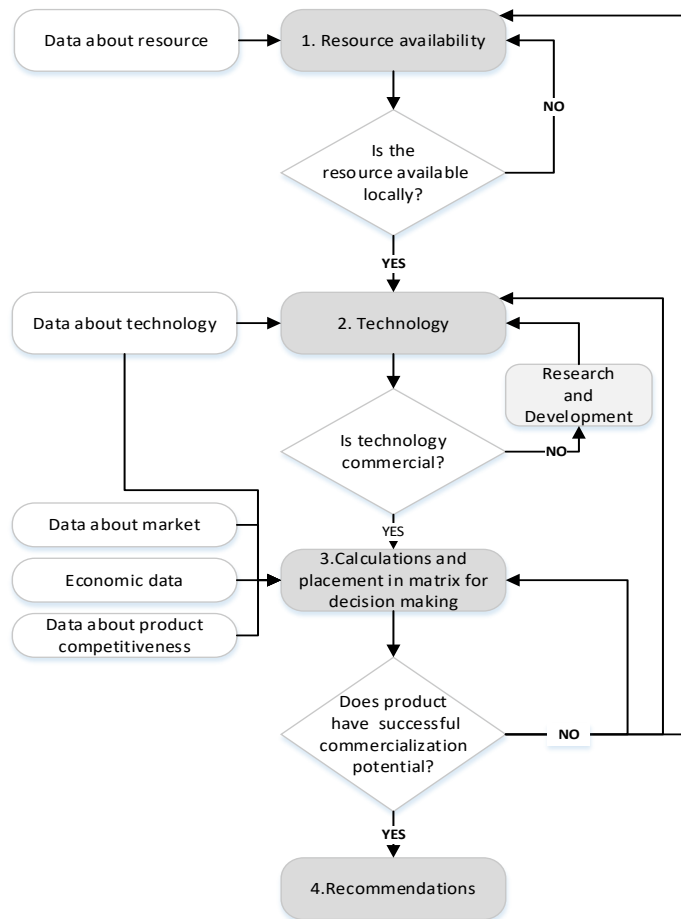 Data about resource
1. Resource availability
NO
Is the
resource available
locally?
YES
Data about technology
2. Technology
Research
and
Development
Is technology
commercial?
NO
YES
Data about market
3.Calculations and
placement in matrix for
decision making
Economic data
Data about product
competitiveness
Does product
have successful
commercialization
potential?
NO
YES
4.Recommendations